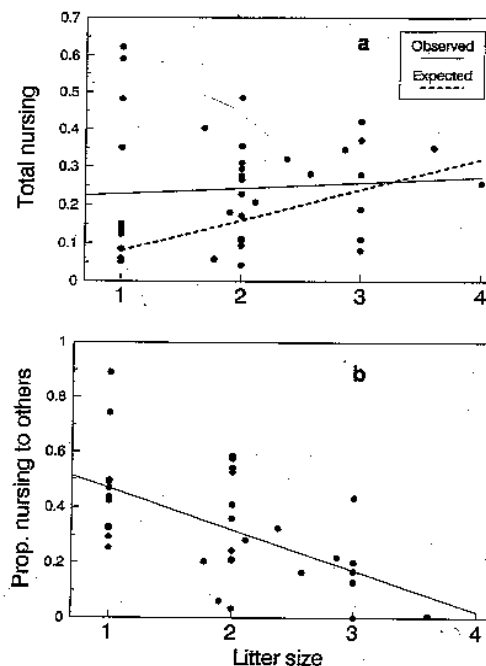 0.7
0.6
0.5
0.4
0.3
0.2
0.1
0
Total nursing
a
Observed
Expected
1 2 3 4
1
0.8
0.6
0.4
0.2
0
Prop. nursing to others
b
1 2 3 4
Litter size